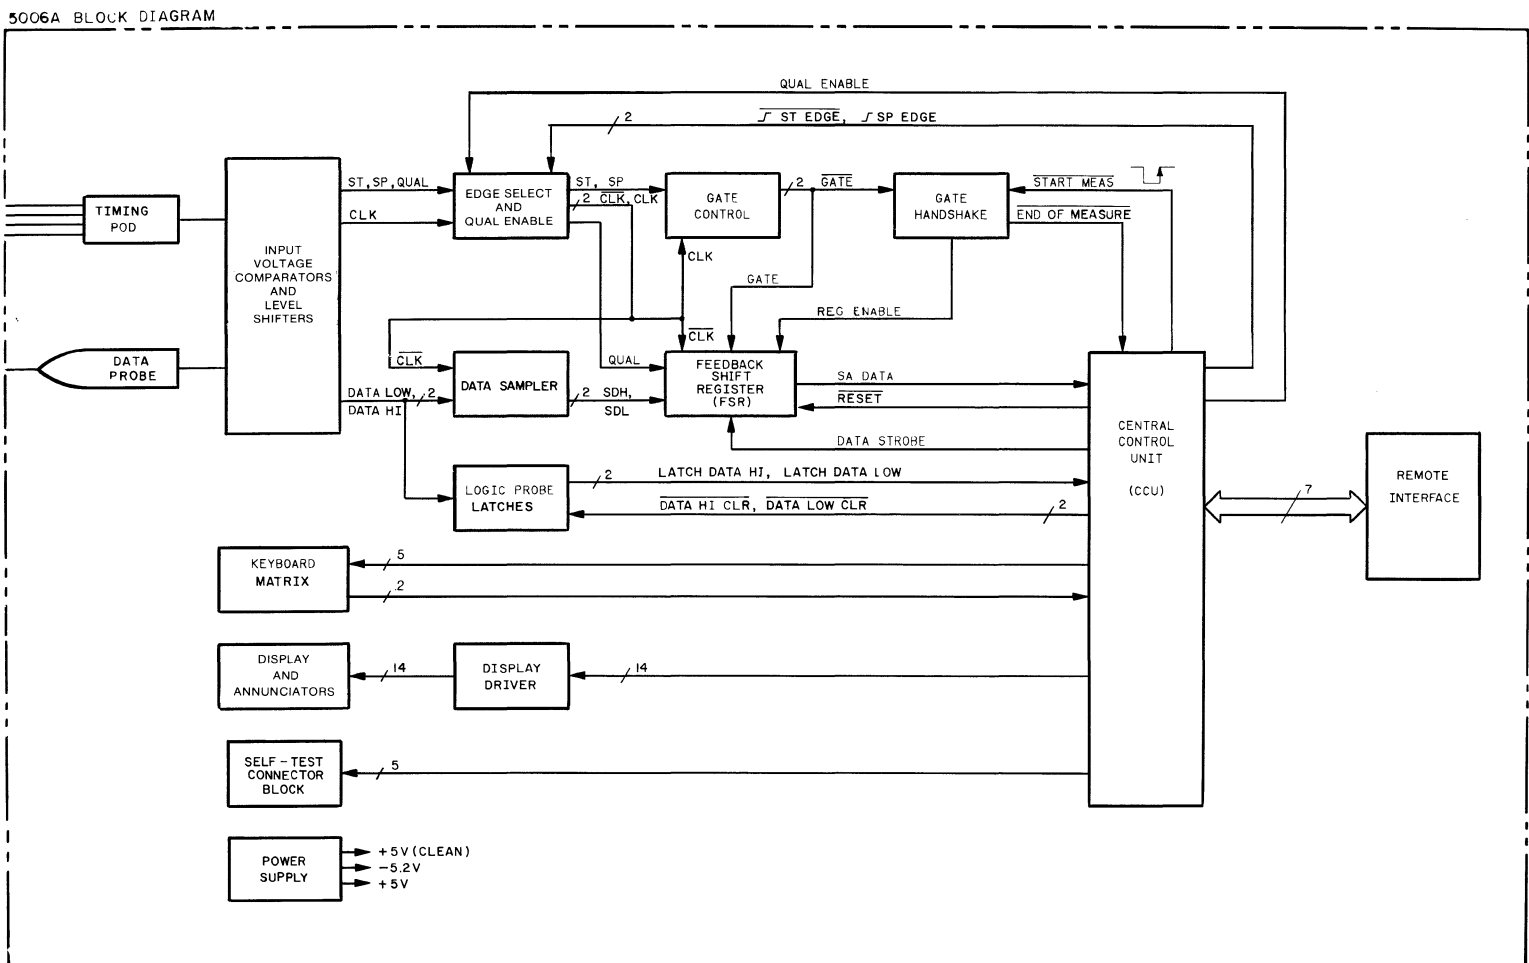 5006A BLOCK DIAGRAM
QUAL ENABLE
2
ST EDGE, SP EDGE
TIMING
POD
INPUT
VOLTAGE
COMPARATORS
AND
LEVEL
SHIFTERS
DATA
PROBE
ST, SP, QUAL
CLK
EDGE SELECT
AND
QUAL ENABLE
ST, SP
2 CLK, CLK
GATE
CONTROL
2 GATE
GATE
HANDSHAKE
START MEAS
END OF MEASURE
CLK
GATE
REG ENABLE
CLK
CLK
QUAL
DATA LOW, 2
DATA HI
DATA SAMPLER
2 SDH,
SDL
FEEDBACK
SHIFT
REGISTER
(FSR)
SA DATA
RESET
DATA STROBE
CENTRAL
CONTROL
UNIT
(CCU)
LOGIC PROBE
LATCHES
2 LATCH DATA HI, LATCH DATA LOW
DATA HI CLR, DATA LOW CLR 2
7
REMOTE
INTERFACE
KEYBOARD
MATRIX
5
2
DISPLAY
AND
ANNUNCIATORS
14
DISPLAY
DRIVER
14
SELF-TEST
CONNECTOR
BLOCK
5
POWER
SUPPLY
+5V (CLEAN)
-5.2V
+5V